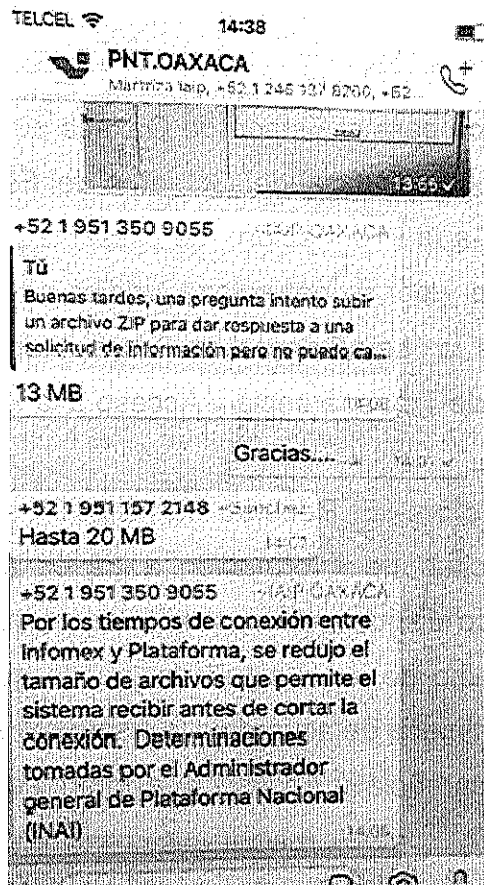 TELCEL
14:38
PNT.OAXACA
13:55
+52 1 951 350 9055
Tú
Buenas tardes, una pregunta intento subir
un archivo ZIP para dar respuesta a una
solicitud de información pero no puedo ca...
13 MB
Gracias....
+52 1 951 157 2148
Hasta 20 MB
+52 1 951 350 9055
Por los tiempos de conexión entre
Infomex y Plataforma, se redujo el
tamaño de archivos que permite el
sistema recibir antes de cortar la
conexión. Determinaciones
tomadas por el Administrador
general de Plataforma Nacional
(INAI)